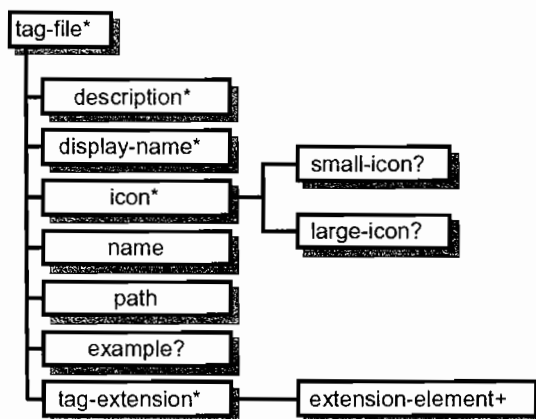 tag-file*
description*
display-name*
icon*
small-icon?
large-icon?
name
path
example?
tag-extension*
extension-element+